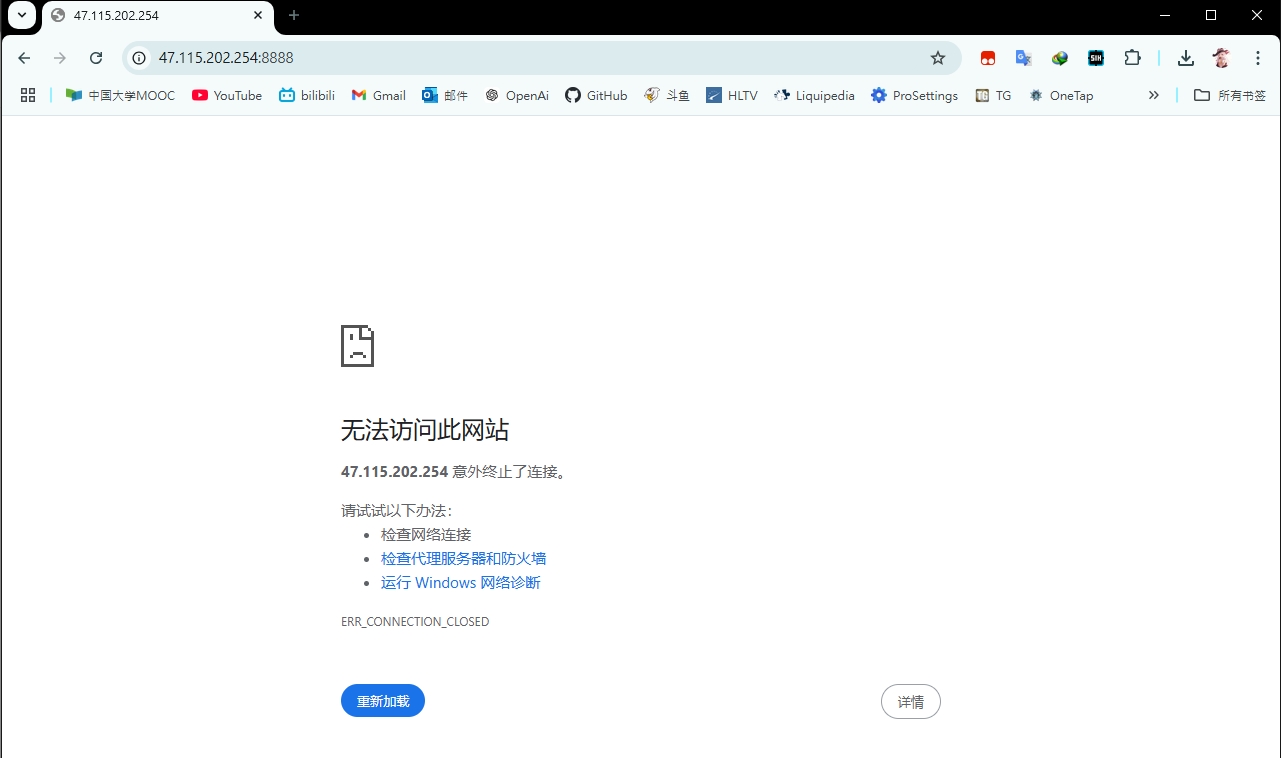 47.115.202.254
47.115.202.254:8888
SIH
中国大学MOOC YouTube bilibili Gmail 邮件 OpenAi GitHub 斗鱼 HLTV Liquipedia ProSettings TG OneTap 所有书签
无法访问此网站
47.115.202.254 意外终止了连接。
请试试以下办法：
检查网络连接
检查代理服务器和防火墙
运行 Windows 网络诊断
ERR_CONNECTION_CLOSED
重新加载 详情